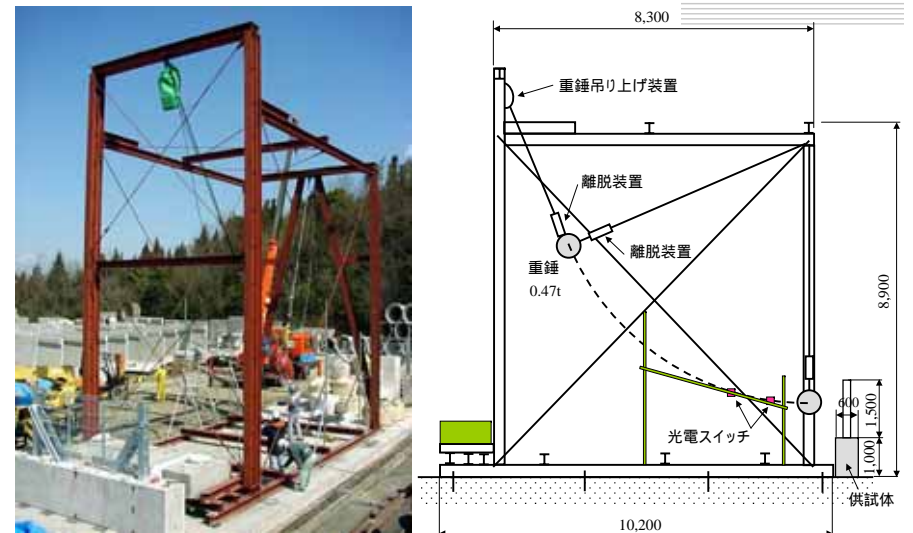 8,300
重錘吊り上げ装置
離脱装置
離脱装置
重錘
0.47t
8,900
600
1,500
光電スイッチ
1,000
供試体
10,200